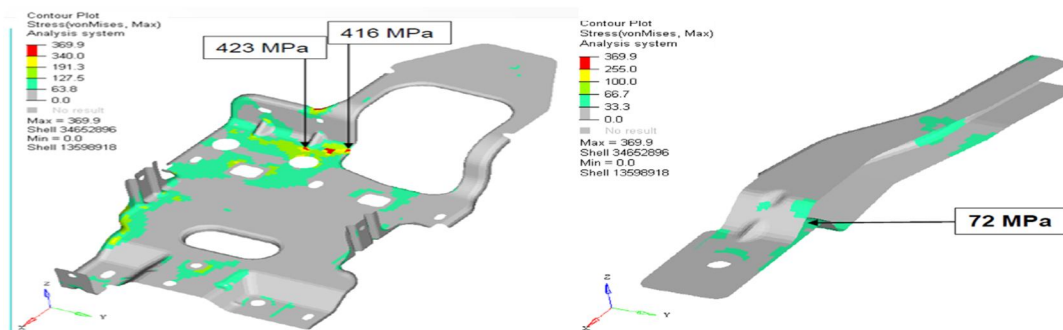 Contour Plot
Stress(vonMises, Max)
Analysis system
369.9
340.0
191.3
127.5
63.8
0.0
No result
Max = 369.9
Shell 34652896
Min = 0.0
Shell 13598918
423 MPa
416 MPa
Z
X
Y
Contour Plot
Stress(vonMises, Max)
Analysis system
369.9
255.0
100.0
66.7
33.3
0.0
No result
Max = 369.9
Shell 34652896
Min = 0.0
Shell 13598918
72 MPa
Z
X
Y